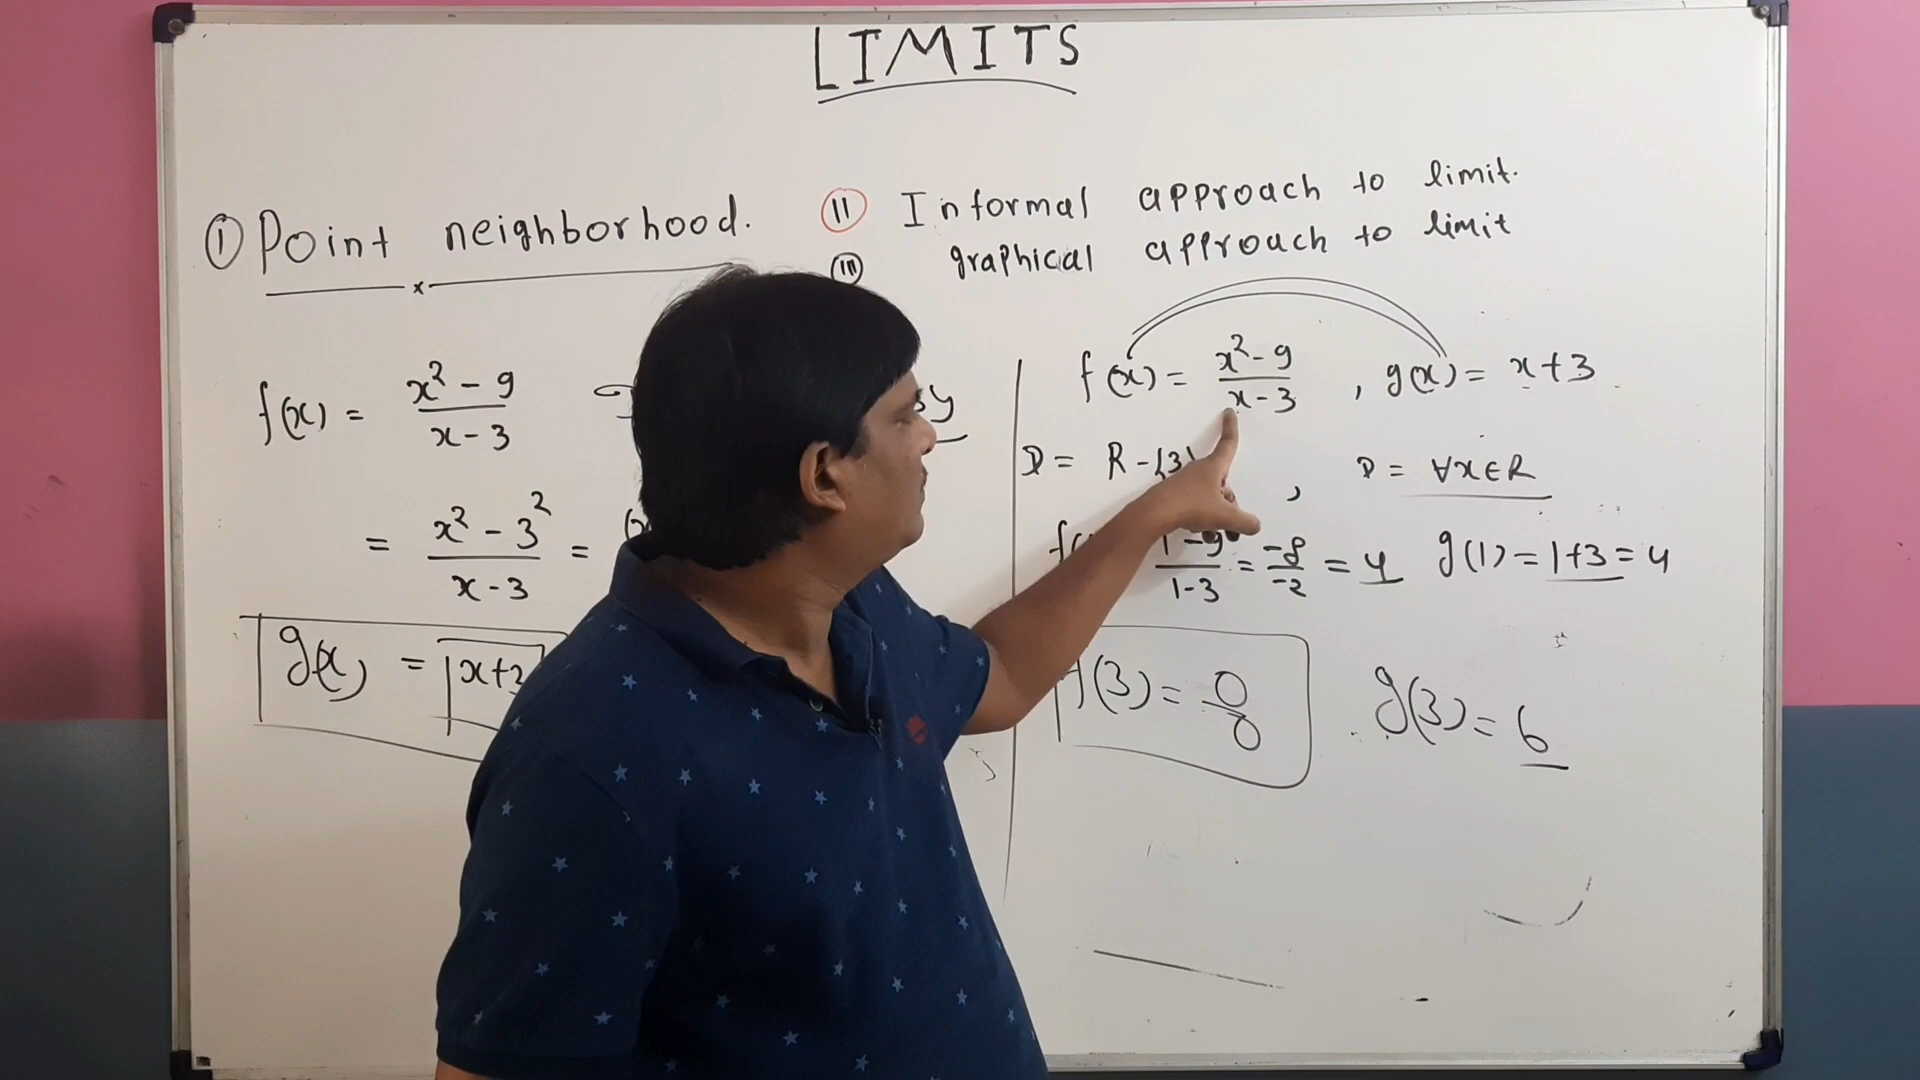 LIMITS
① Point neighborhood.
Ⓘⓘ Informal approach to limit.
(III) graphical approach to limit
f(x) = x² - 9 / x - 3
= x² - 3² / x - 3 =
g(x) = x+3
f(x) = x² - 9 / x - 3 , g(x) = x+3
D = R - {3} , D = ∀x∈R
1 - 9 / 1 - 3 = -8 / -2 = 4 g(1) = 1+3 = 4
f(3) = 0 / 0 g(3) = 6